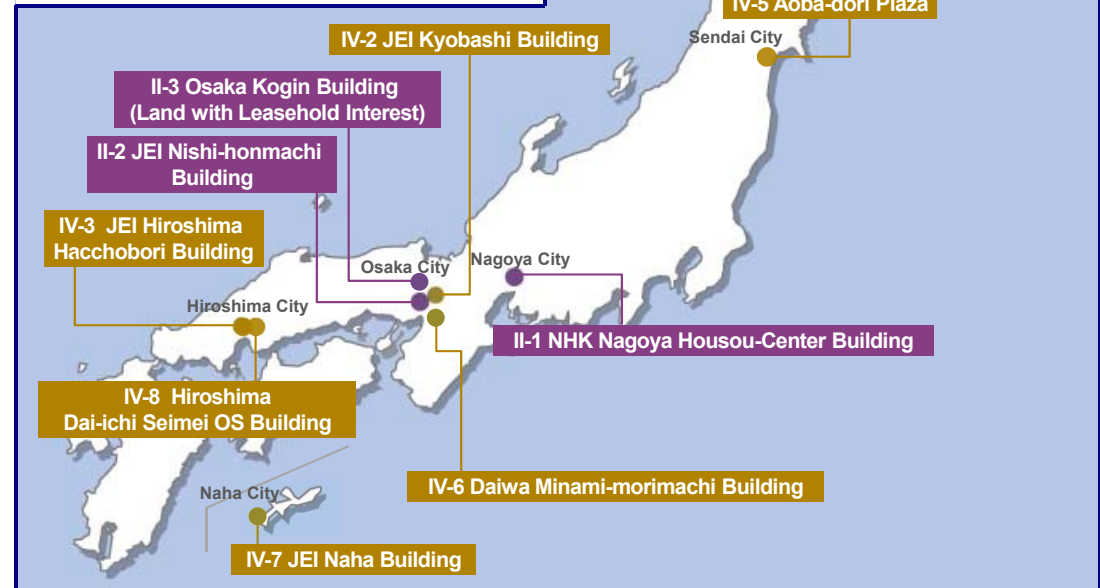 IV-5 Aoba-dori Plaza
Sendai City
IV-2 JEI Kyobashi Building
II-3 Osaka Kogin Building
(Land with Leasehold Interest)
II-2 JEI Nishi-honmachi
Building
IV-3 JEI Hiroshima
Hacchobori Building
Osaka City
Nagoya City
Hiroshima City
II-1 NHK Nagoya Housou-Center Building
IV-8 Hiroshima
Dai-ichi Seimei OS Building
IV-6 Daiwa Minami-morimachi Building
Naha City
IV-7 JEI Naha Building